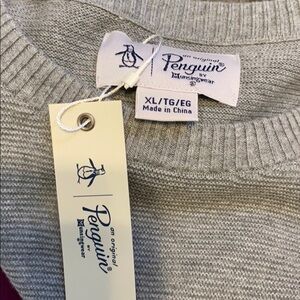 an original
Penguin®
BY
Munsingwear®
XL/TG/EG
Made in China
an original
Penguin®
BY
Munsingwear